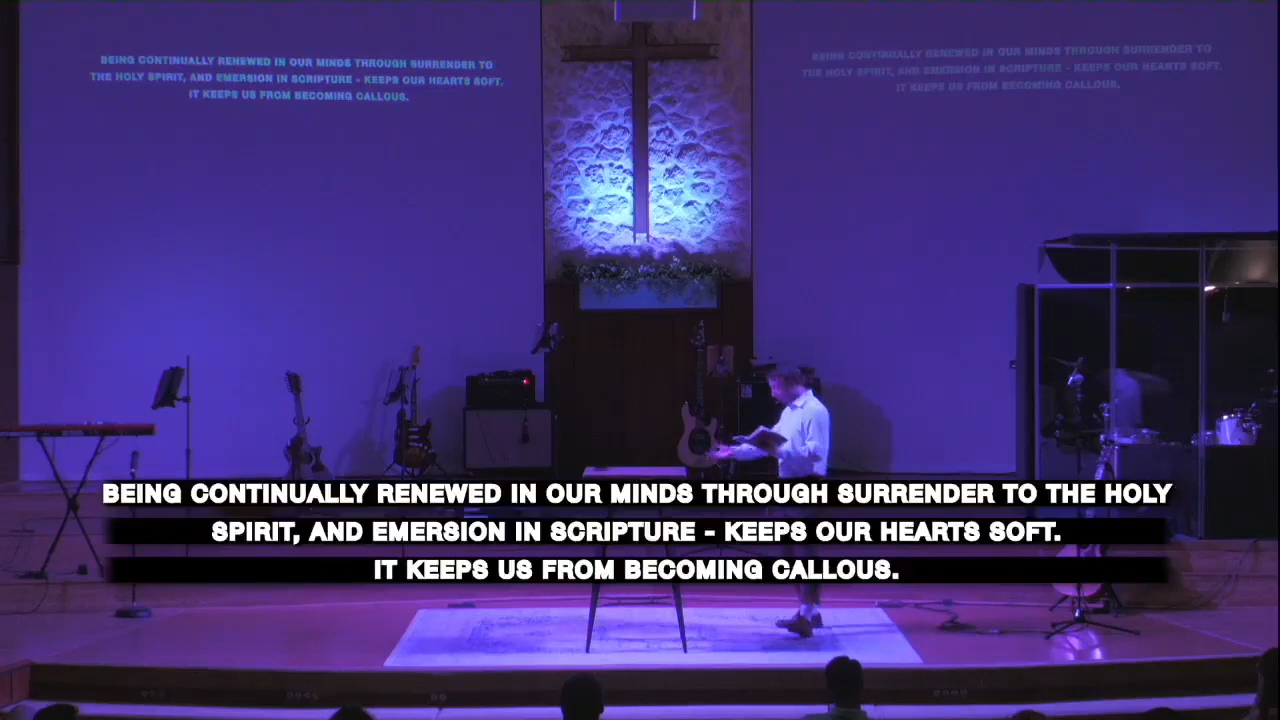 BEING CONTINUALLY RENEWED IN OUR MINDS THROUGH SURRENDER TO
THE HOLY SPIRIT, AND EMERSION IN SCRIPTURE - KEEPS OUR HEARTS SOFT.
IT KEEPS US FROM BECOMING CALLOUS.
BEING CONTINUALLY RENEWED IN OUR MINDS THROUGH SURRENDER TO
THE HOLY SPIRIT, AND EMERSION IN SCRIPTURE - KEEPS OUR HEARTS SOFT.
IT KEEPS US FROM BECOMING CALLOUS.
BEING CONTINUALLY RENEWED IN OUR MINDS THROUGH SURRENDER TO THE HOLY
SPIRIT, AND EMERSION IN SCRIPTURE - KEEPS OUR HEARTS SOFT.
IT KEEPS US FROM BECOMING CALLOUS.